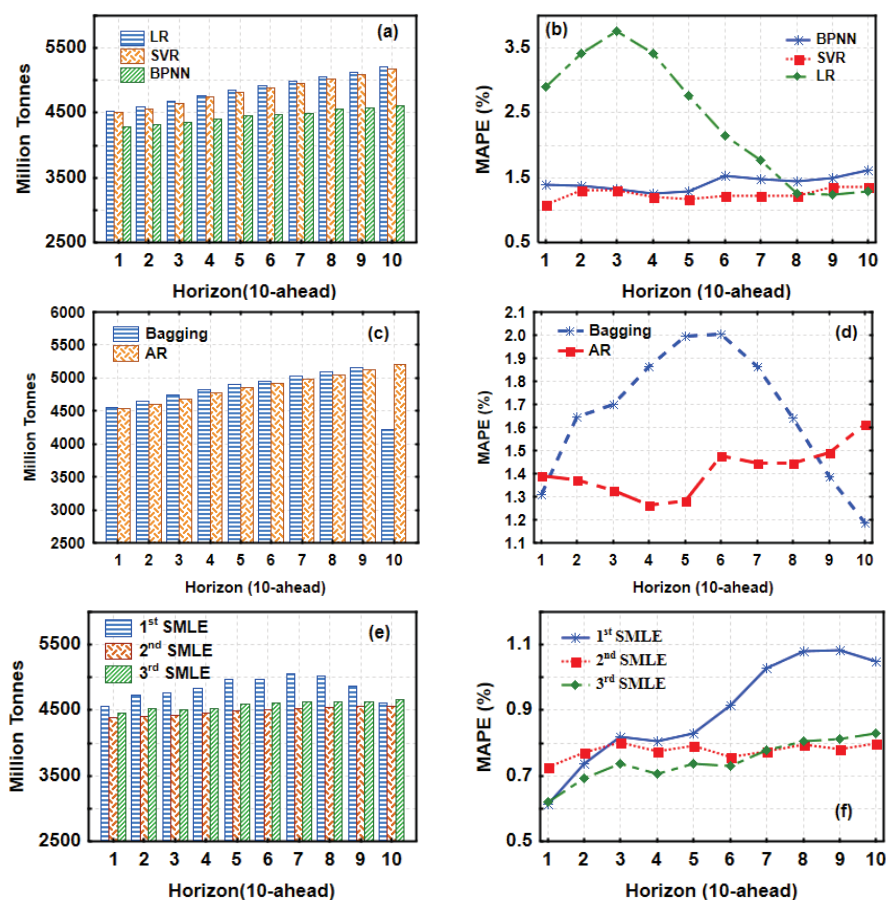 (a)
LR
SVR
BPNN
Million Tonnes
5500
4500
3500
2500
1 2 3 4 5 6 7 8 9 10
Horizon(10-ahead)
(b)
BPNN
SVR
LR
MAPE (%)
3.5
2.5
1.5
0.5
1 2 3 4 5 6 7 8 9 10
Horizon (10-ahead)
(c)
Bagging
AR
Million Tonnes
6000
5500
5000
4500
4000
3500
3000
2500
1 2 3 4 5 6 7 8 9 10
Horizon (10-ahead)
(d)
Bagging
AR
MAPE (%)
2.1
2.0
1.9
1.8
1.7
1.6
1.5
1.4
1.3
1.2
1.1
1 2 3 4 5 6 7 8 9 10
Horizon (10-ahead)
(e)
1st SMLE
2nd SMLE
3rd SMLE
Million Tonnes
5500
4500
3500
2500
1 2 3 4 5 6 7 8 9 10
Horizon(10-ahead)
1st SMLE
2nd SMLE
3rd SMLE
MAPE (%)
1.1
0.9
0.7
0.5
(f)
1 2 3 4 5 6 7 8 9 10
Horizon (10-ahead)